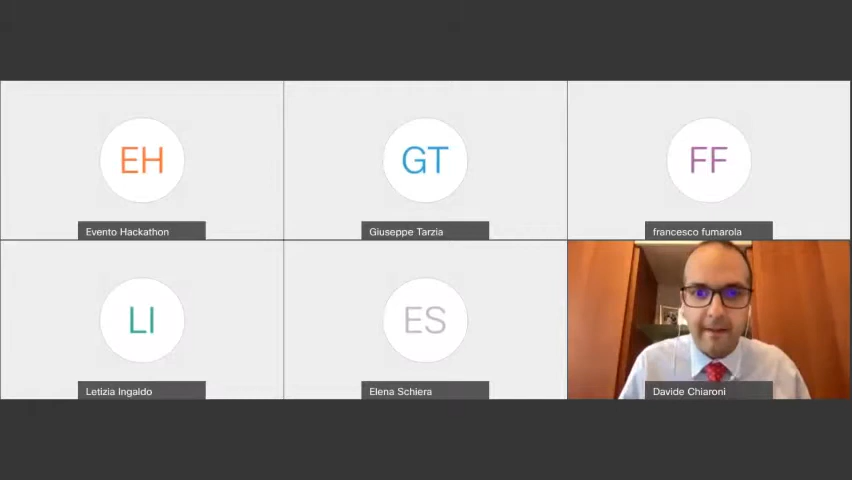 EH
GT
FF
Evento Hackathon
Giuseppe Tarzia
francesco fumarola
LI
ES
Letizia Ingaldo
Elena Schiera
Davide Chiaroni